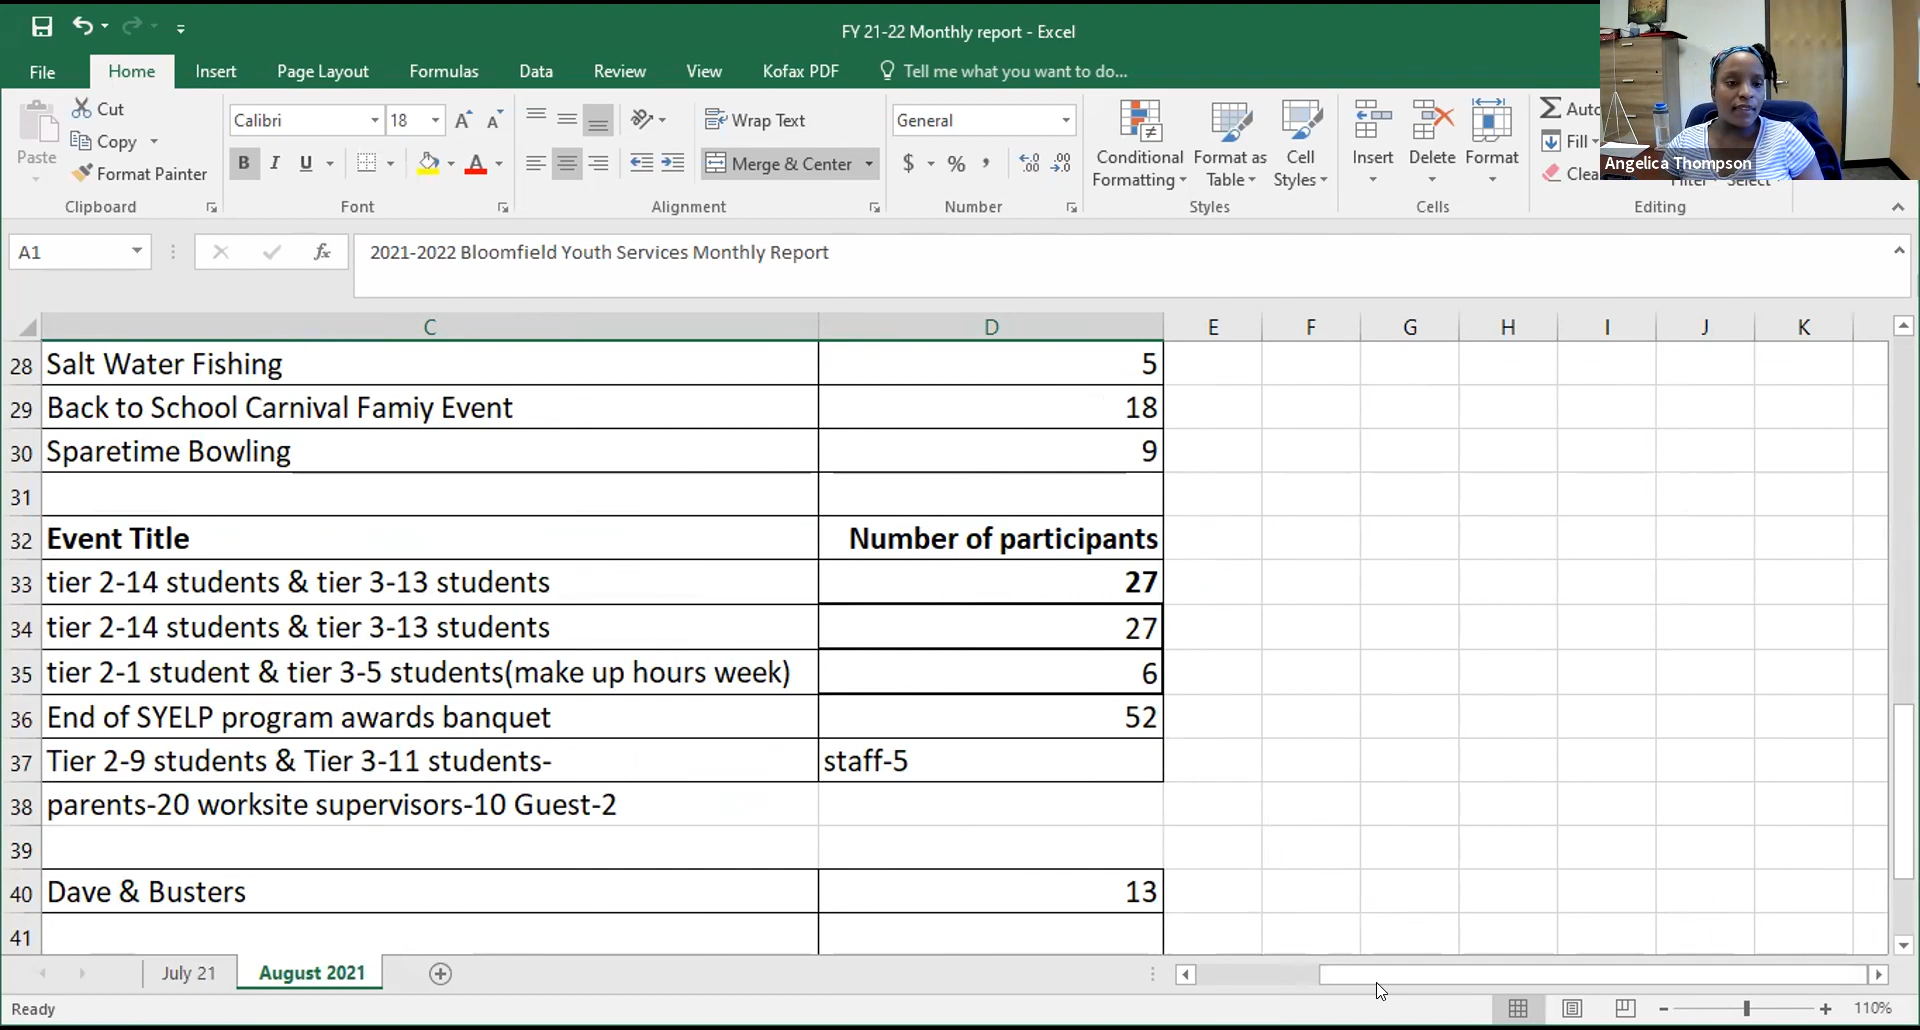 FY 21-22 Monthly report - Excel
File Home Insert Page Layout Formulas Data Review View Kofax PDF Tell me what you want to do...
Paste
Cut
Copy
Format Painter
Clipboard
Calibri 18
B I U
Font
Wrap Text
Merge & Center
Alignment
General
$ % ,
Number
Conditional Formatting
Format as Table
Cell Styles
Styles
Insert Delete Format
Cells
Fill
Editing
Angelica Thompson
A1 fx 2021-2022 Bloomfield Youth Services Monthly Report
C D E F G H I J K
28 Salt Water Fishing 5
29 Back to School Carnival Famiy Event 18
30 Sparetime Bowling 9
31
32 Event Title Number of participants
33 tier 2-14 students & tier 3-13 students 27
34 tier 2-14 students & tier 3-13 students 27
35 tier 2-1 student & tier 3-5 students(make up hours week) 6
36 End of SYELP program awards banquet 52
37 Tier 2-9 students & Tier 3-11 students- staff-5
38 parents-20 worksite supervisors-10 Guest-2
39
40 Dave & Busters 13
41
July 21 August 2021
Ready 110%